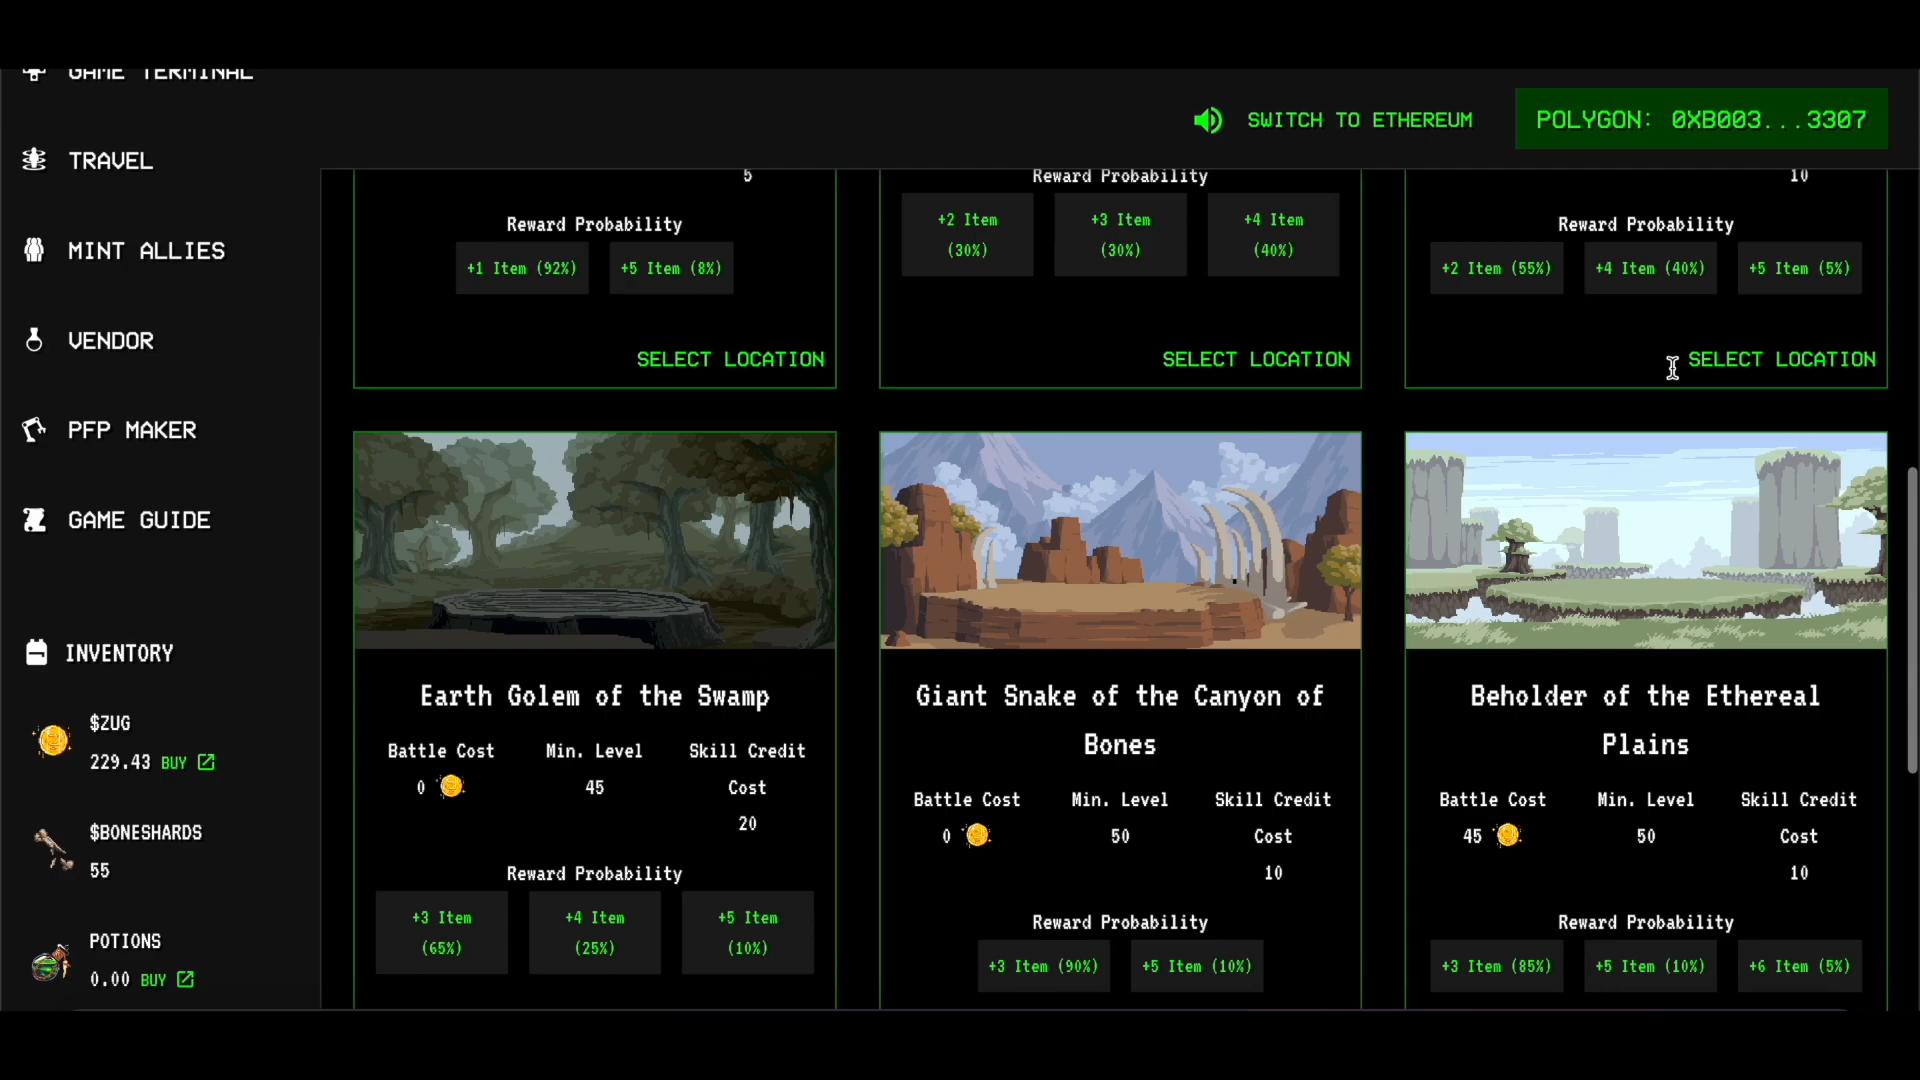 GAME TERMINAL
TRAVEL
MINT ALLIES
VENDOR
PFP MAKER
GAME GUIDE
INVENTORY
$ZUG
229.43 BUY
$BONESHARDS
55
POTIONS
0.00 BUY
SWITCH TO ETHEREUM
POLYGON: 0XB003...3307
5
Reward Probability
+1 Item (92%)
+5 Item (8%)
SELECT LOCATION
Reward Probability
+2 Item
(30%)
+3 Item
(30%)
+4 Item
(40%)
SELECT LOCATION
10
Reward Probability
+2 Item (55%)
+4 Item (40%)
+5 Item (5%)
SELECT LOCATION
Earth Golem of the Swamp
Battle Cost
0
Min. Level
45
Skill Credit
Cost
20
Reward Probability
+3 Item
(65%)
+4 Item
(25%)
+5 Item
(10%)
Giant Snake of the Canyon of
Bones
Battle Cost
0
Min. Level
50
Skill Credit
Cost
10
Reward Probability
+3 Item (90%)
+5 Item (10%)
Beholder of the Ethereal
Plains
Battle Cost
45
Min. Level
50
Skill Credit
Cost
10
Reward Probability
+3 Item (85%)
+5 Item (10%)
+6 Item (5%)